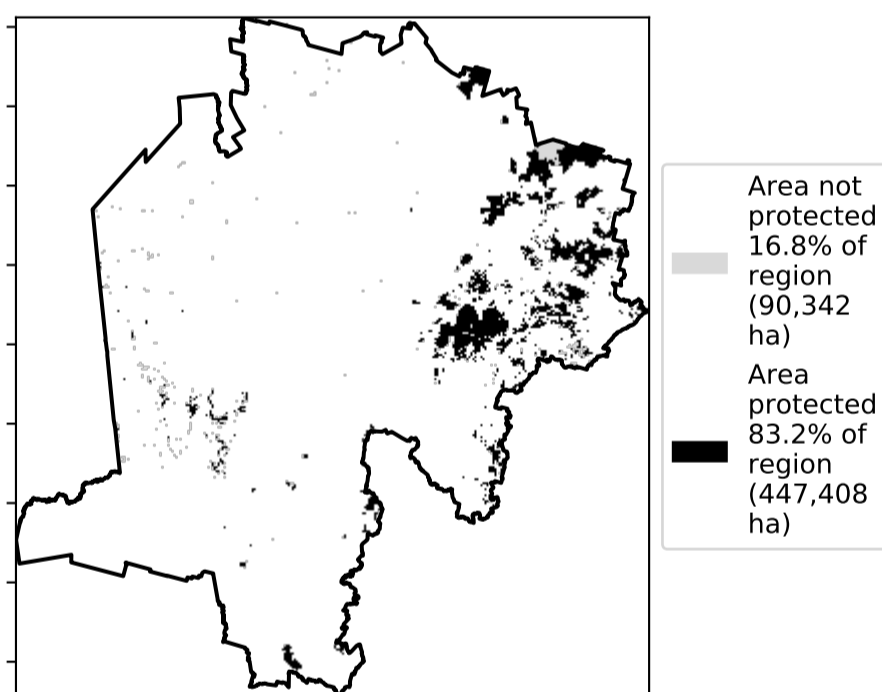 Area not
protected
16.8% of
region
(90,342
ha)
Area
protected
83.2% of
region
(447,408
ha)